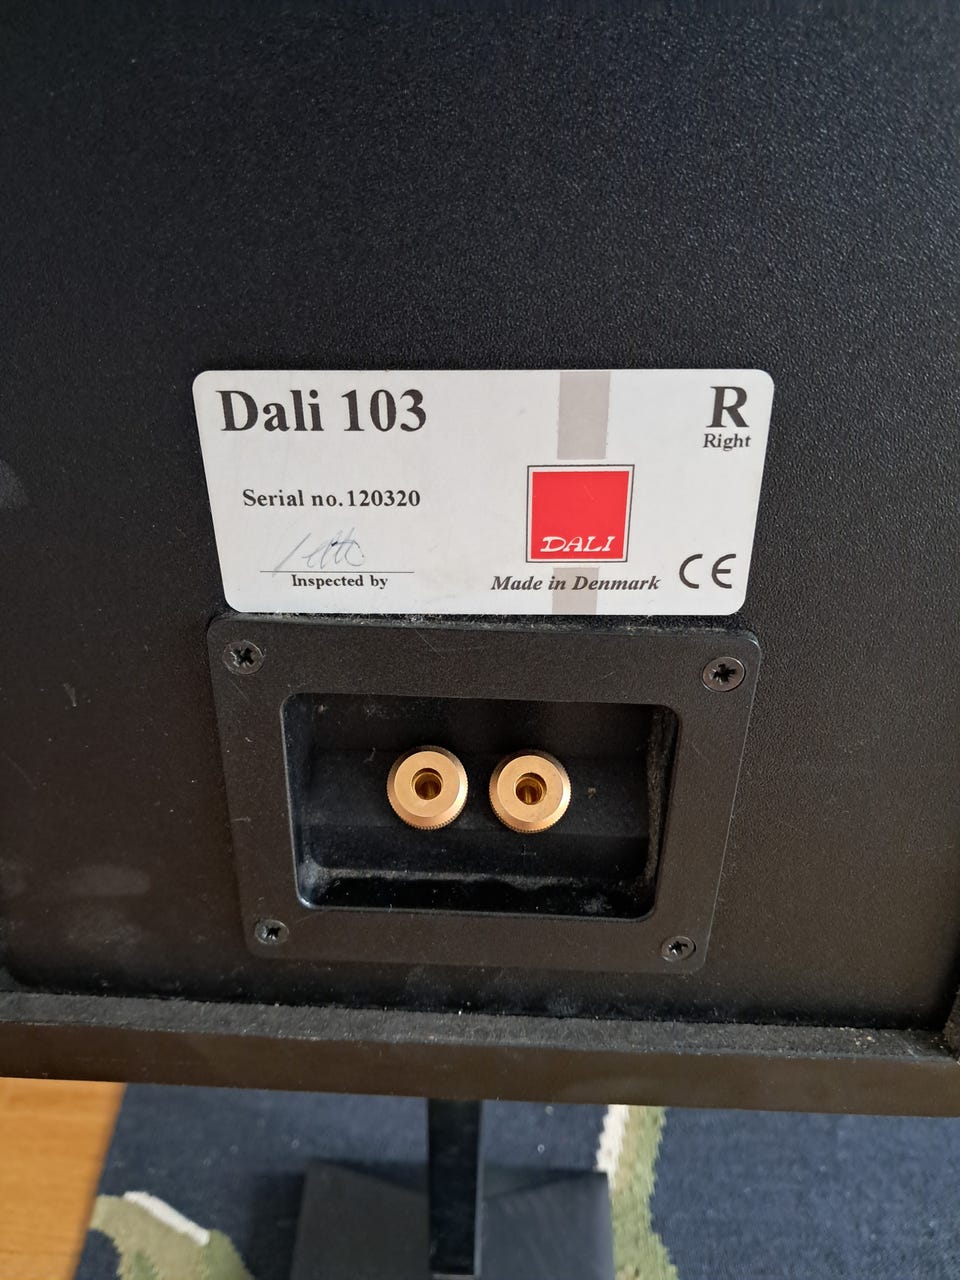 Dali 103
R
Right
Serial no.120320
DALI
Inspected by
Made in Denmark
CE